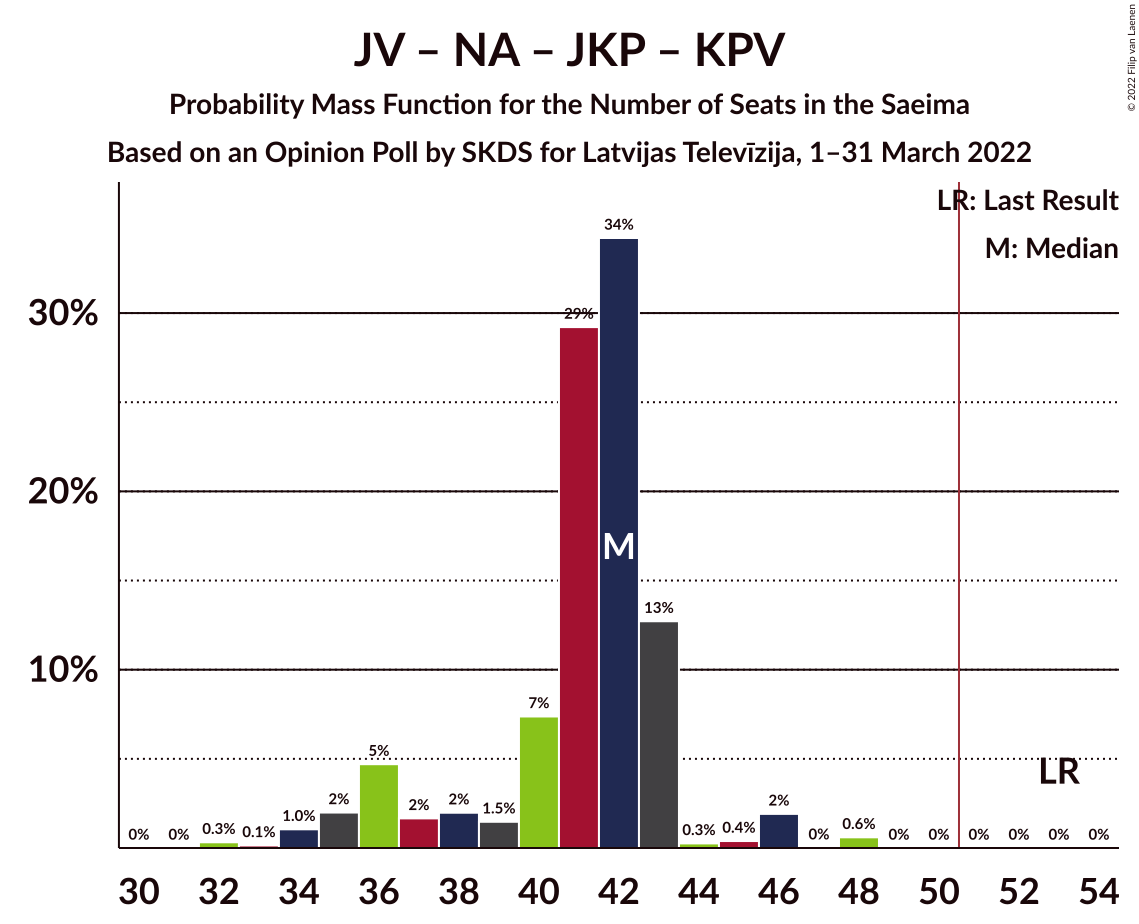 © 2022 Filip van Laenen
JV – NA – JKP – KPV
Probability Mass Function for the Number of Seats in the Saeima
Based on an Opinion Poll by SKDS for Latvijas Televīzija, 1–31 March 2022
LR: Last Result
M: Median
30%
20%
10%
0% 0% 0.3% 0.1% 1.0% 2% 5% 2% 2% 1.5% 7% 29% 34% 13% 0.3% 0.4% 2% 0% 0.6% 0% 0% 0% 0% 0% 0%
M
LR
30 32 34 36 38 40 42 44 46 48 50 52 54